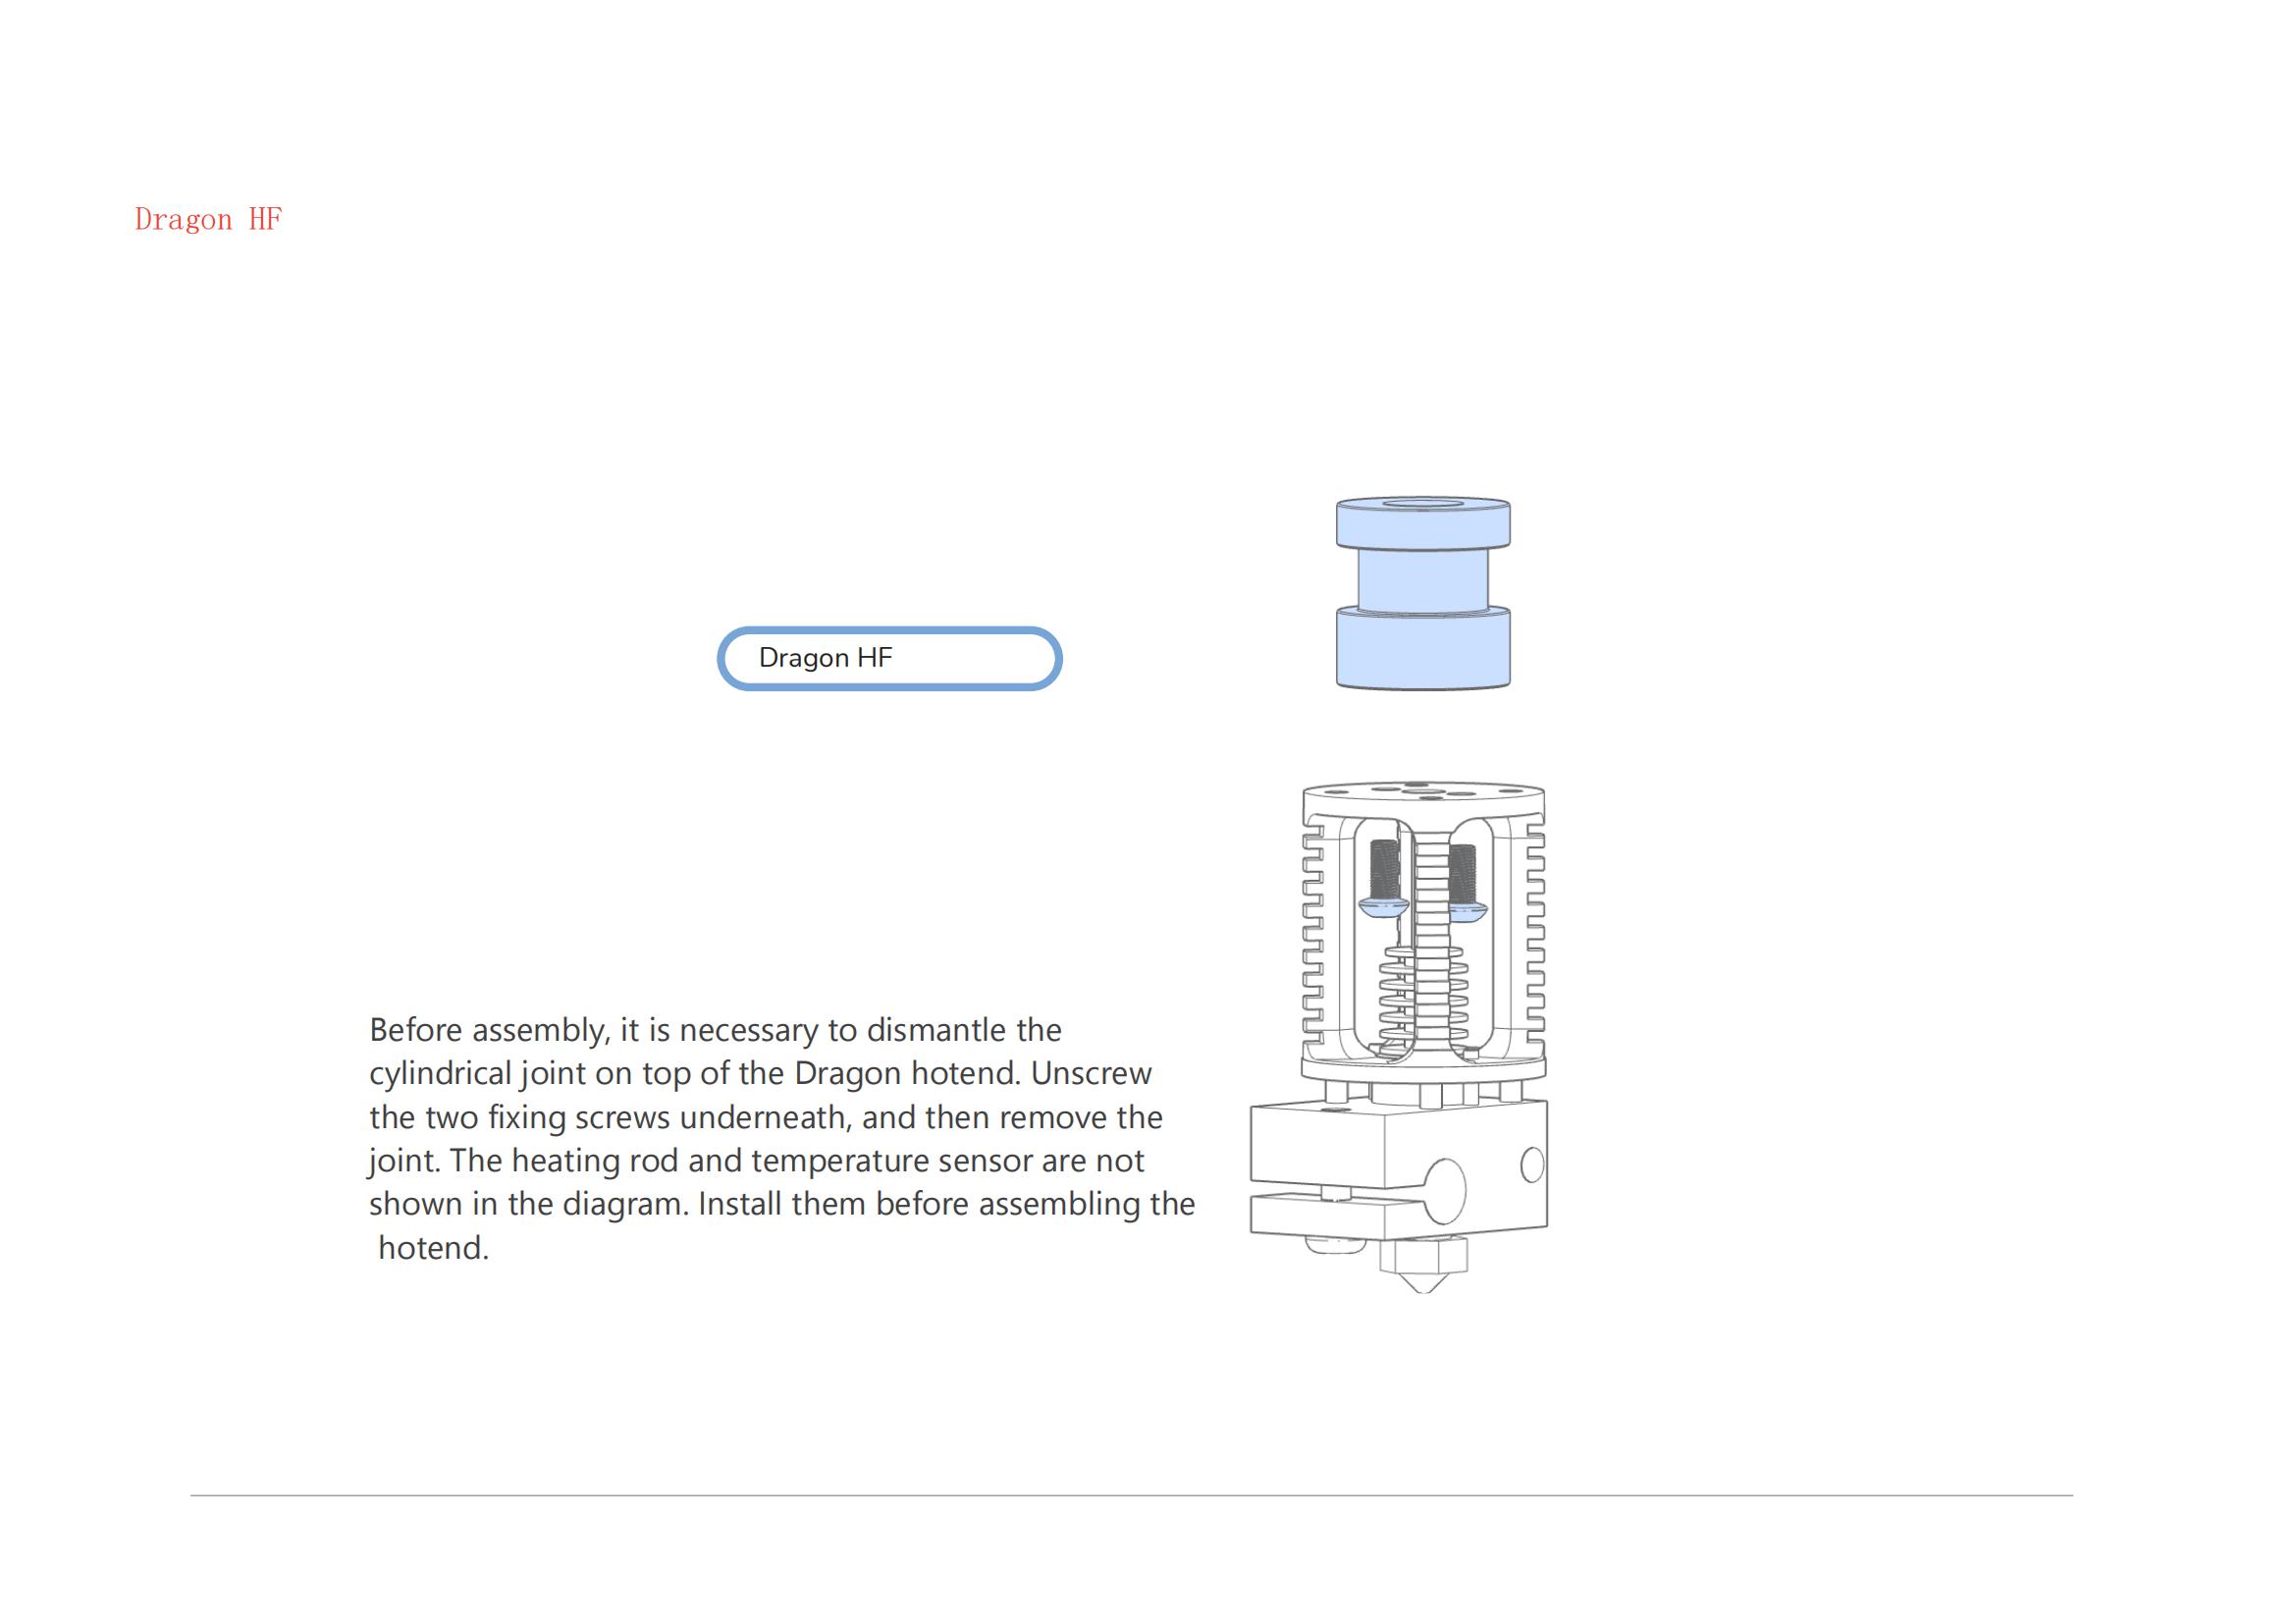 Dragon HF
Dragon HF
Before assembly, it is necessary to dismantle the
cylindrical joint on top of the Dragon hotend. Unscrew
the two fixing screws underneath, and then remove the
joint. The heating rod and temperature sensor are not
shown in the diagram. Install them before assembling the
hotend.